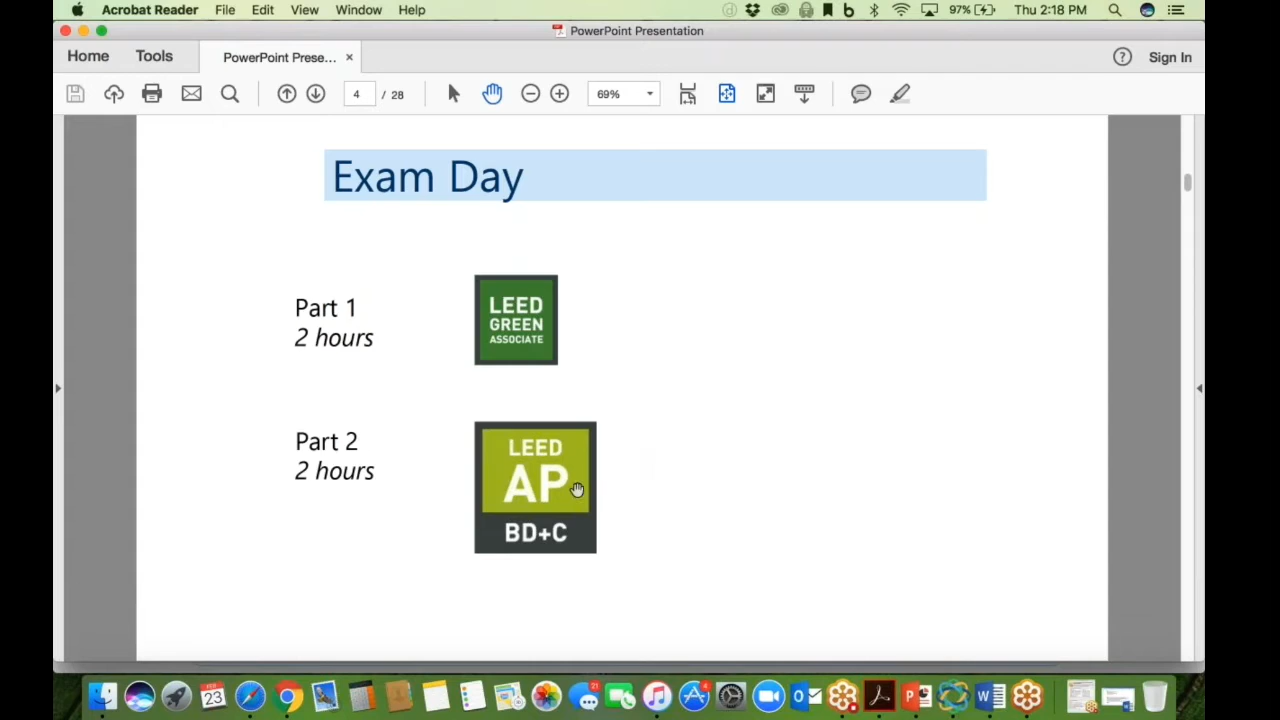 Acrobat Reader File Edit View Window Help 97% Thu 2:18 PM
PowerPoint Presentation
Home Tools PowerPoint Prese... × ? Sign In
4 / 28 69%
Exam Day
Part 1
2 hours
LEED
GREEN
ASSOCIATE
Part 2
2 hours
LEED
AP
BD+C
23 21